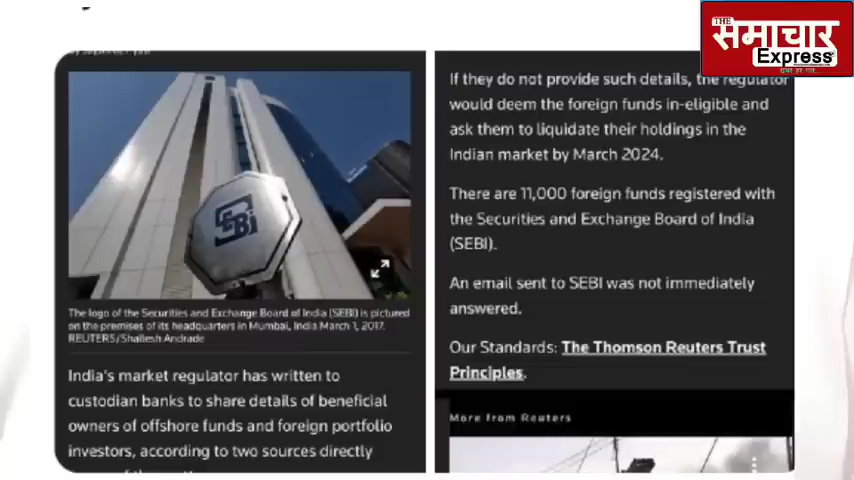 THE
समाचार
Express
SEBI
The logo of the Securities and Exchange Board of India (SEBI) is pictured
on the premises of its headquarters in Mumbai, India March 1, 2017.
REUTERS/Shailesh Andrade
India's market regulator has written to
custodian banks to share details of beneficial
owners of offshore funds and foreign portfolio
investors, according to two sources directly
If they do not provide such details, the regulator
would deem the foreign funds in-eligible and
ask them to liquidate their holdings in the
Indian market by March 2024.
There are 11,000 foreign funds registered with
the Securities and Exchange Board of India
(SEBI).
An email sent to SEBI was not immediately
answered.
Our Standards: The Thomson Reuters Trust
Principles.
More from Reuters